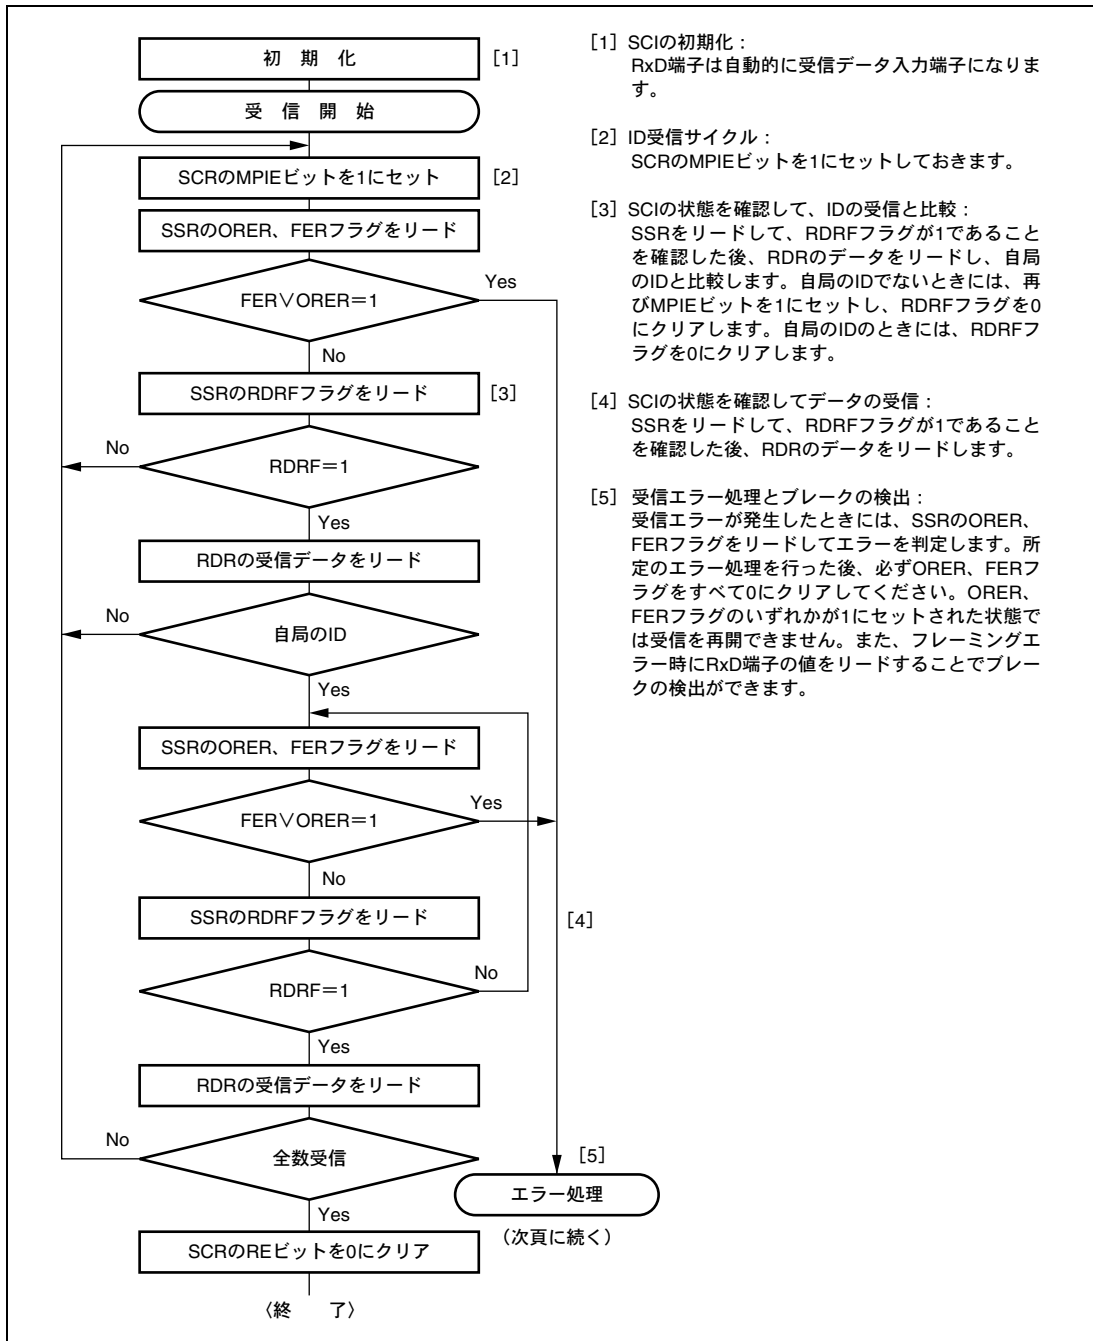 初 期 化 [1]
受 信 開 始
SCRのMPIEビットを1にセット [2]
SSRのORER、FERフラグをリード
FER∨ORER＝1
Yes
No
SSRのRDRFフラグをリード [3]
No
RDRF＝1
Yes
RDRの受信データをリード
No
自局のID
Yes
SSRのORER、FERフラグをリード
FER∨ORER＝1
Yes
No
SSRのRDRFフラグをリード
[4]
RDRF＝1
No
Yes
RDRの受信データをリード
No
全数受信
[5]
エラー処理
（次頁に続く）
Yes
SCRのREビットを0にクリア
〈終 了〉
[1] SCIの初期化：
RxD端子は自動的に受信データ入力端子になりま
す。
[2] ID受信サイクル：
SCRのMPIEビットを1にセットしておきます。
[3] SCIの状態を確認して、IDの受信と比較：
SSRをリードして、RDRFフラグが1であること
を確認した後、RDRのデータをリードし、自局
のIDと比較します。自局のIDでないときには、再
びMPIEビットを1にセットし、RDRFフラグを0
にクリアします。自局のIDのときには、RDRFフ
ラグを0にクリアします。
[4] SCIの状態を確認してデータの受信：
SSRをリードして、RDRFフラグが1であること
を確認した後、RDRのデータをリードします。
[5] 受信エラー処理とブレークの検出：
受信エラーが発生したときには、SSRのORER、
FERフラグをリードしてエラーを判定します。所
定のエラー処理を行った後、必ずORER、FERフ
ラグをすべて0にクリアしてください。ORER、
FERフラグのいずれかが1にセットされた状態で
は受信を再開できません。また、フレーミングエ
ラー時にRxD端子の値をリードすることでブレー
クの検出ができます。